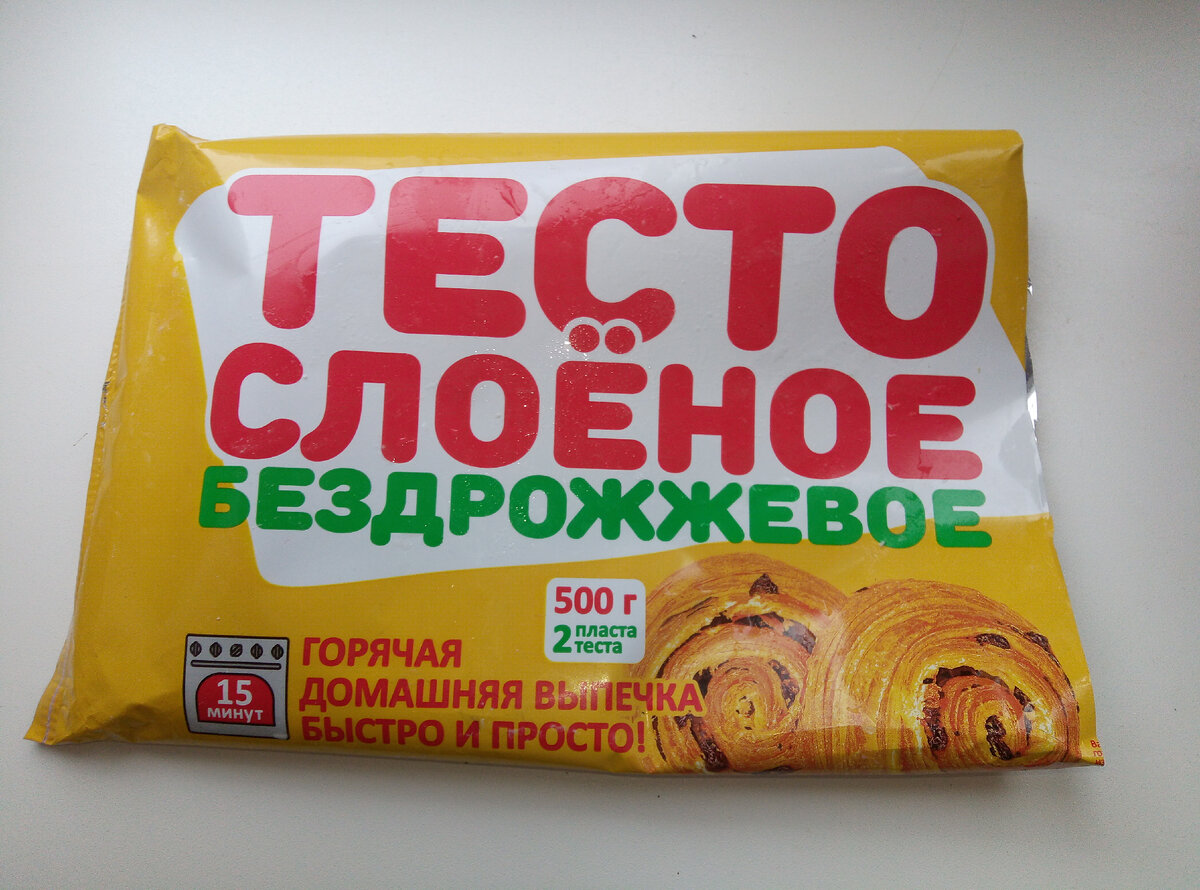 ТЕСТО
СЛОЁНОЕ
БЕЗДРОЖЖЕВОЕ
500 г
2 пласта
теста
15
МИНУТ
ГОРЯЧАЯ
ДОМАШНЯЯ ВЫПЕЧКА
БЫСТРО И ПРОСТО!